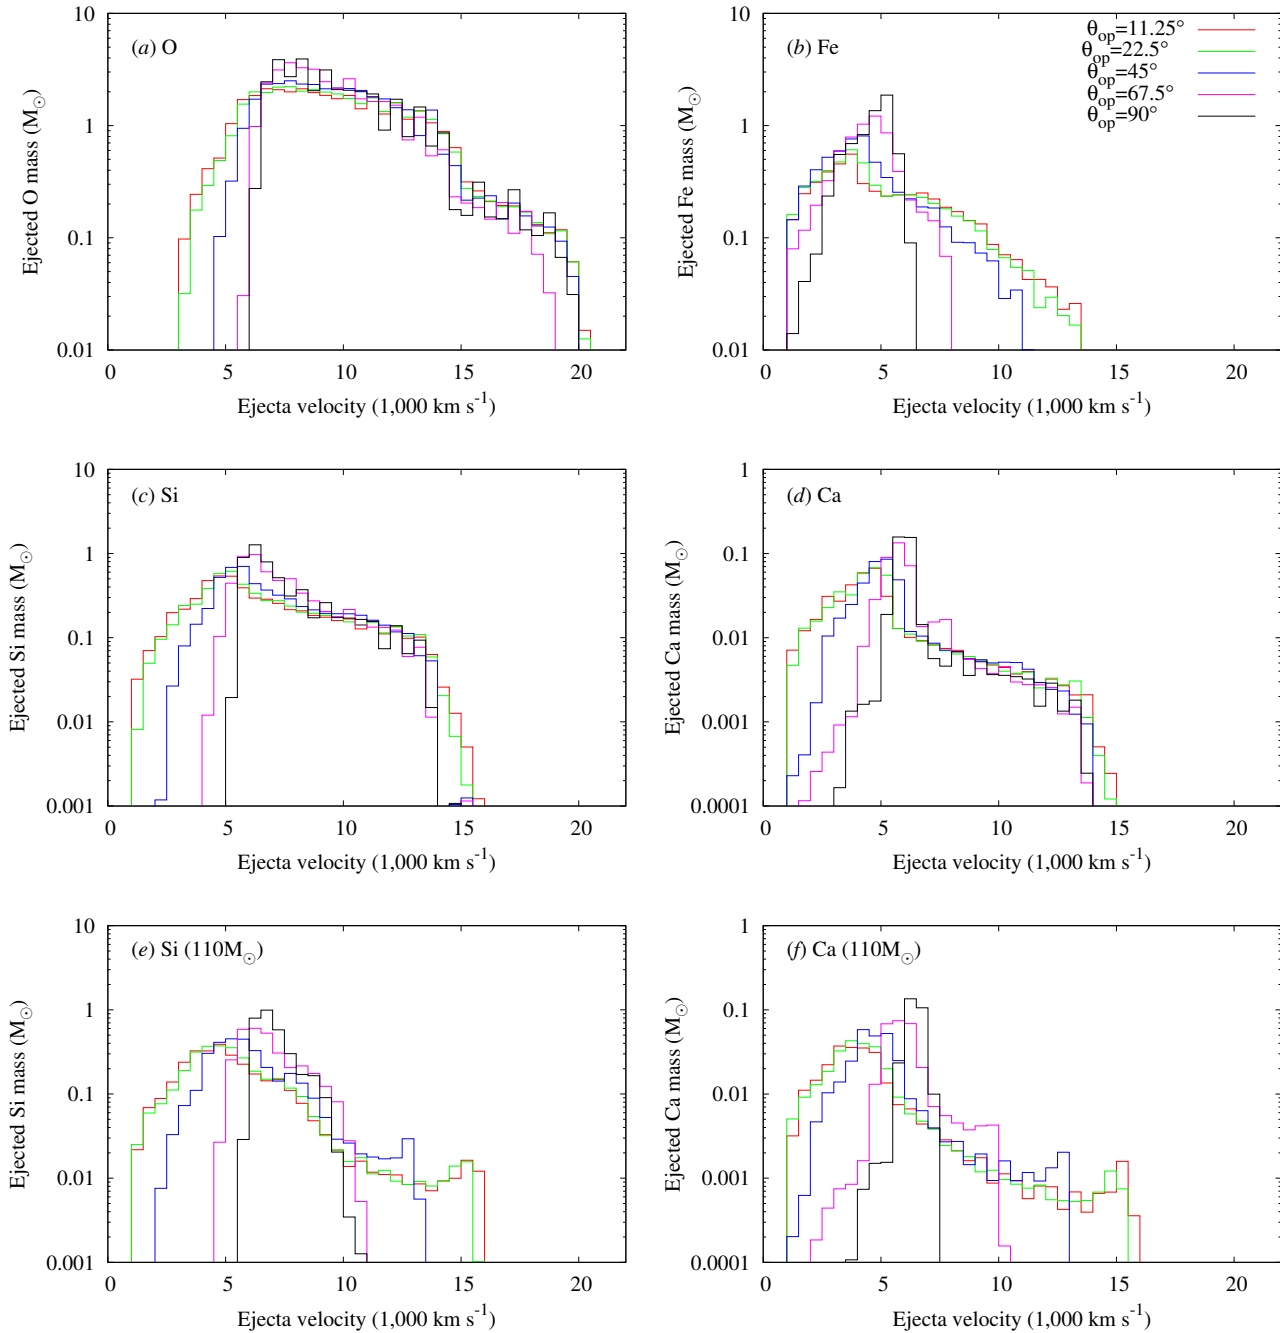 (a) O
Ejected O mass (M☉)
10
1
0.1
0.01
0 5 10 15 20
Ejecta velocity (1,000 km s⁻¹)
(b) Fe
θop=11.25°
θop=22.5°
θop=45°
θop=67.5°
θop=90°
Ejected Fe mass (M☉)
10
1
0.1
0.01
0 5 10 15 20
Ejecta velocity (1,000 km s⁻¹)
(c) Si
Ejected Si mass (M☉)
10
1
0.1
0.01
0.001
0 5 10 15 20
Ejecta velocity (1,000 km s⁻¹)
(d) Ca
Ejected Ca mass (M☉)
1
0.1
0.01
0.001
0.0001
0 5 10 15 20
Ejecta velocity (1,000 km s⁻¹)
(e) Si (110M☉)
Ejected Si mass (M☉)
10
1
0.1
0.01
0.001
0 5 10 15 20
Ejecta velocity (1,000 km s⁻¹)
(f) Ca (110M☉)
Ejected Ca mass (M☉)
1
0.1
0.01
0.001
0.0001
0 5 10 15 20
Ejecta velocity (1,000 km s⁻¹)